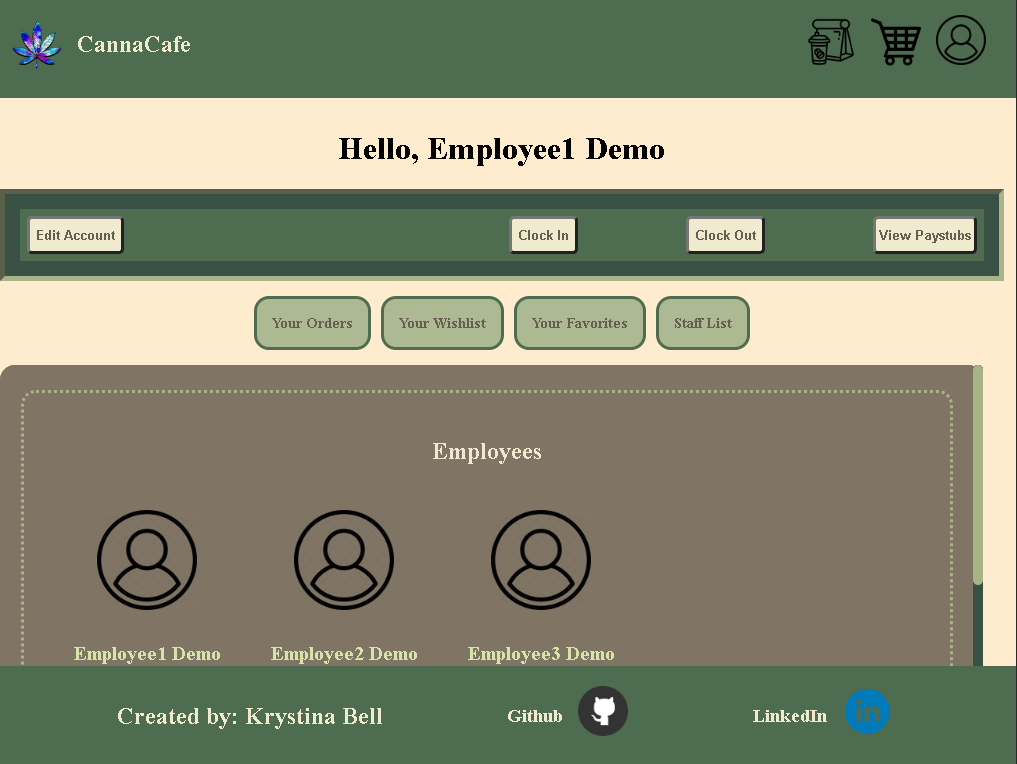 CannaCafe
Hello, Employee1 Demo
Edit Account
Clock In
Clock Out
View Paystubs
Your Orders
Your Wishlist
Your Favorites
Staff List
Employees
Employee1 Demo
Employee2 Demo
Employee3 Demo
Created by: Krystina Bell
Github
LinkedIn
in